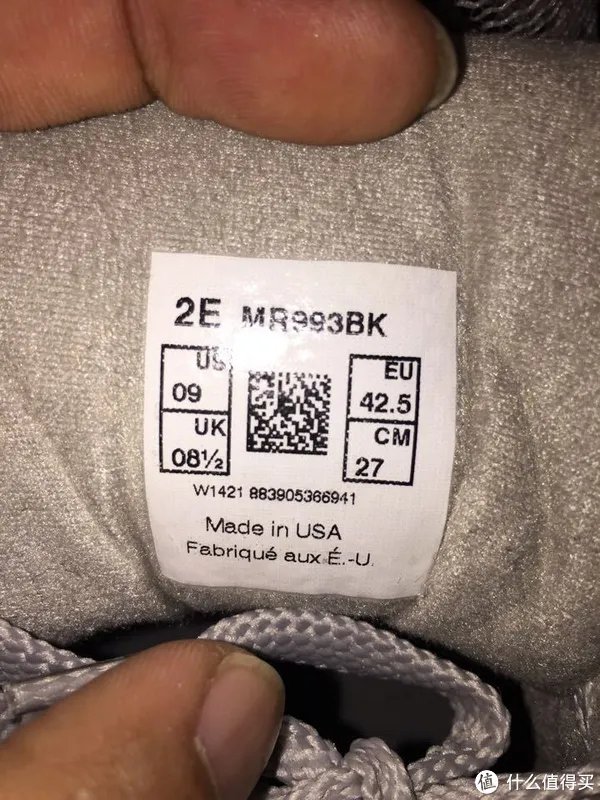 2E MR993BK
US
09
UK
08½
EU
42.5
CM
27
W1421 883905366941
Made in USA
Fabriqué aux É.-U.
值 什么值得买